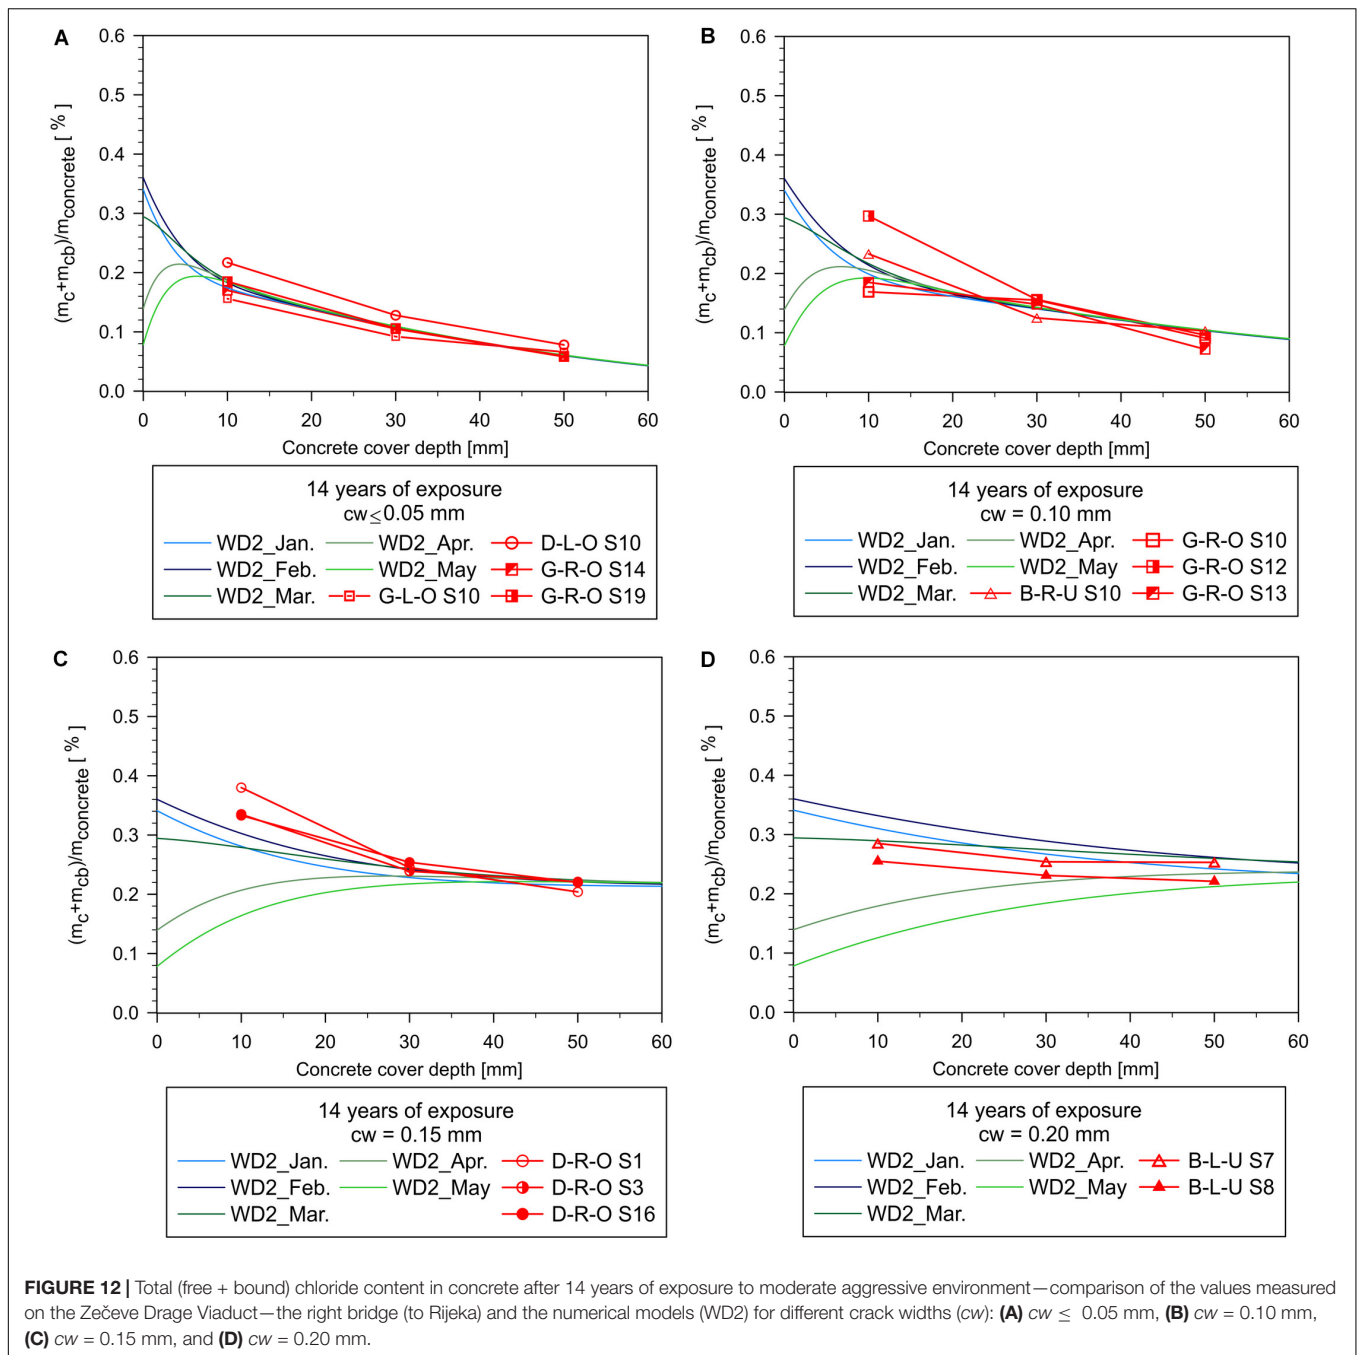 A
(mc+mcb)/mconcrete [ % ]
0.6
0.5
0.4
0.3
0.2
0.1
0.0
0 10 20 30 40 50 60
Concrete cover depth [mm]
14 years of exposure
cw ≤ 0.05 mm
WD2_Jan. WD2_Apr. D-L-O S10
WD2_Feb. WD2_May G-R-O S14
WD2_Mar. G-L-O S10 G-R-O S19
B
(mc+mcb)/mconcrete [ % ]
0.6
0.5
0.4
0.3
0.2
0.1
0.0
0 10 20 30 40 50 60
Concrete cover depth [mm]
14 years of exposure
cw = 0.10 mm
WD2_Jan. WD2_Apr. G-R-O S10
WD2_Feb. WD2_May G-R-O S12
WD2_Mar. B-R-U S10 G-R-O S13
C
(mc+mcb)/mconcrete [ % ]
0.6
0.5
0.4
0.3
0.2
0.1
0.0
0 10 20 30 40 50 60
Concrete cover depth [mm]
14 years of exposure
cw = 0.15 mm
WD2_Jan. WD2_Apr. D-R-O S1
WD2_Feb. WD2_May D-R-O S3
WD2_Mar. D-R-O S16
D
(mc+mcb)/mconcrete [ % ]
0.6
0.5
0.4
0.3
0.2
0.1
0.0
0 10 20 30 40 50 60
Concrete cover depth [mm]
14 years of exposure
cw = 0.20 mm
WD2_Jan. WD2_Apr. B-L-U S7
WD2_Feb. WD2_May B-L-U S8
WD2_Mar.
FIGURE 12 | Total (free + bound) chloride content in concrete after 14 years of exposure to moderate aggressive environment—comparison of the values measured
on the Zečeve Drage Viaduct—the right bridge (to Rijeka) and the numerical models (WD2) for different crack widths (cw): (A) cw ≤ 0.05 mm, (B) cw = 0.10 mm,
(C) cw = 0.15 mm, and (D) cw = 0.20 mm.